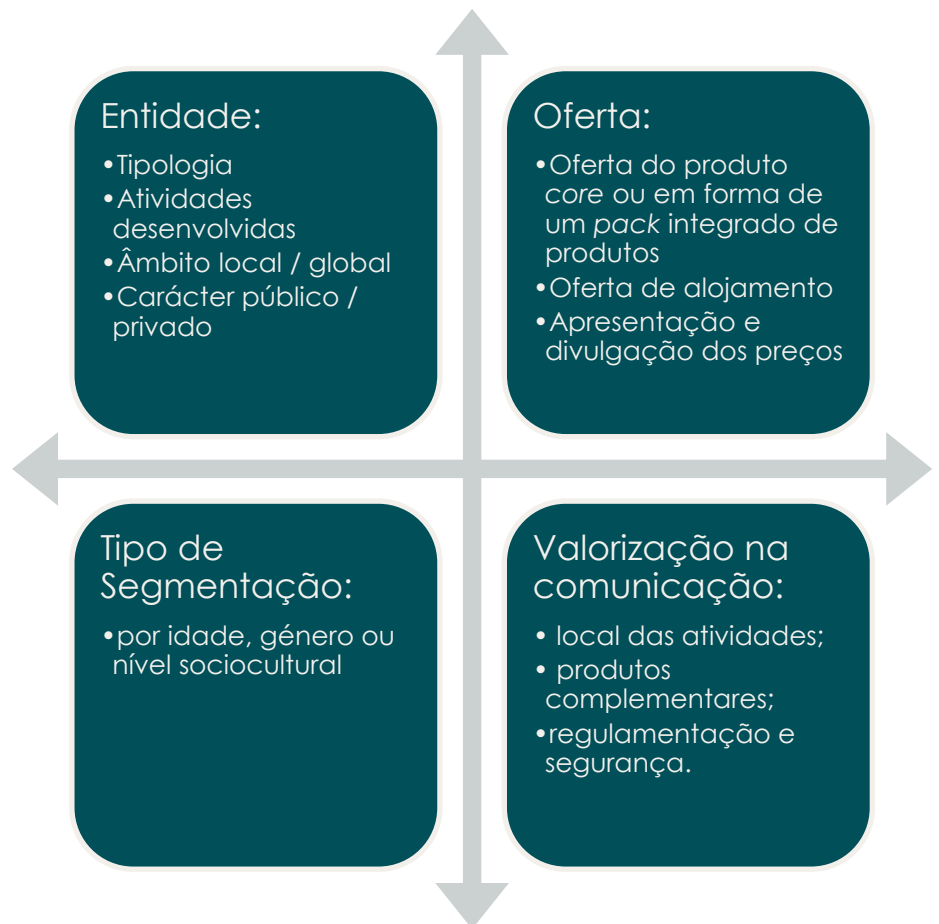 Entidade:
•Tipologia
•Atividades
desenvolvidas
•Âmbito local / global
•Carácter público /
privado
Oferta:
•Oferta do produto
core ou em forma de
um pack integrado de
produtos
•Oferta de alojamento
•Apresentação e
divulgação dos preços
Tipo de
Segmentação:
•por idade, género ou
nível sociocultural
Valorização na
comunicação:
• local das atividades;
• produtos
complementares;
•regulamentação e
segurança.